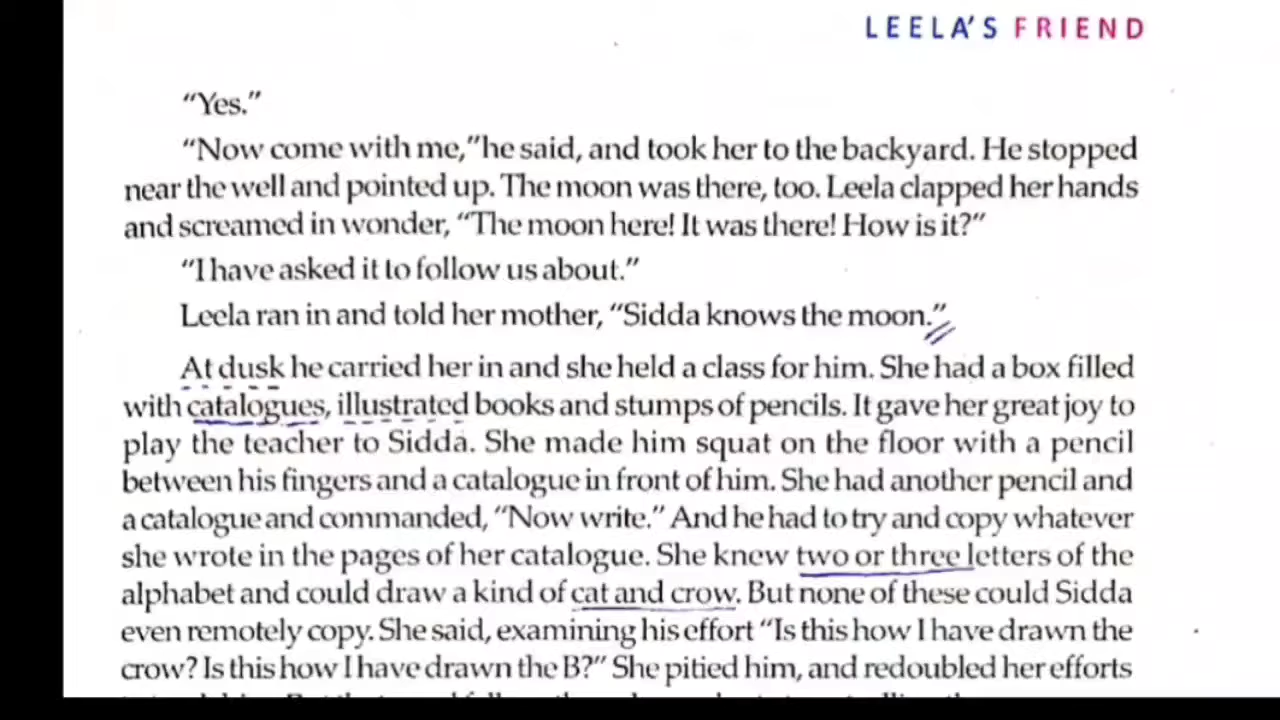 LEELA'S FRIEND
"Yes."
"Now come with me,"he said, and took her to the backyard. He stopped
near the well and pointed up. The moon was there, too. Leela clapped her hands
and screamed in wonder, "The moon here! It was there! How is it?"
"I have asked it to follow us about."
Leela ran in and told her mother, "Sidda knows the moon."
At dusk he carried her in and she held a class for him. She had a box filled
with catalogues, illustrated books and stumps of pencils. It gave her great joy to
play the teacher to Sidda. She made him squat on the floor with a pencil
between his fingers and a catalogue in front of him. She had another pencil and
a catalogue and commanded, "Now write." And he had to try and copy whatever
she wrote in the pages of her catalogue. She knew two or three letters of the
alphabet and could draw a kind of cat and crow. But none of these could Sidda
even remotely copy. She said, examining his effort "Is this how I have drawn the
crow? Is this how I have drawn the B?" She pitied him, and redoubled her efforts